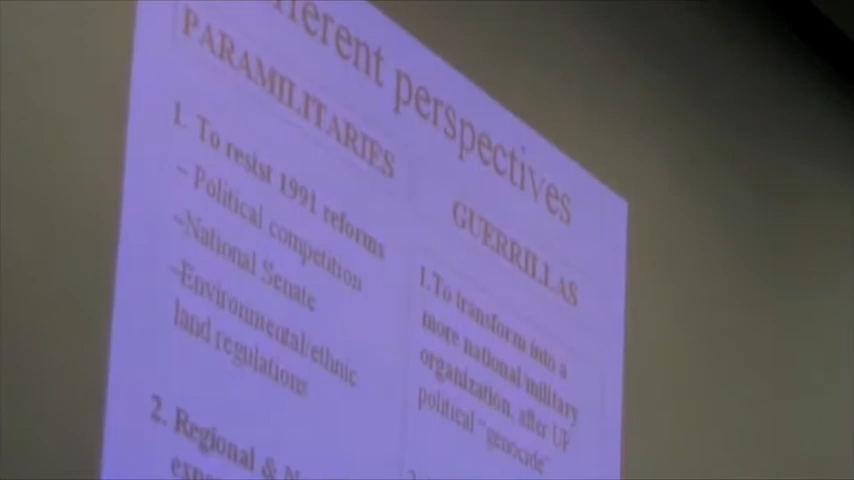 perspectives
PARAMILITARIES
1. To resist 1991 reforms
– Political competition
–National Senate
–Environmental/ethnic
land regulations
2. Regional &
GUERRILLAS
1.To transform into a
more national/military
organization, after UP
political "genocide"